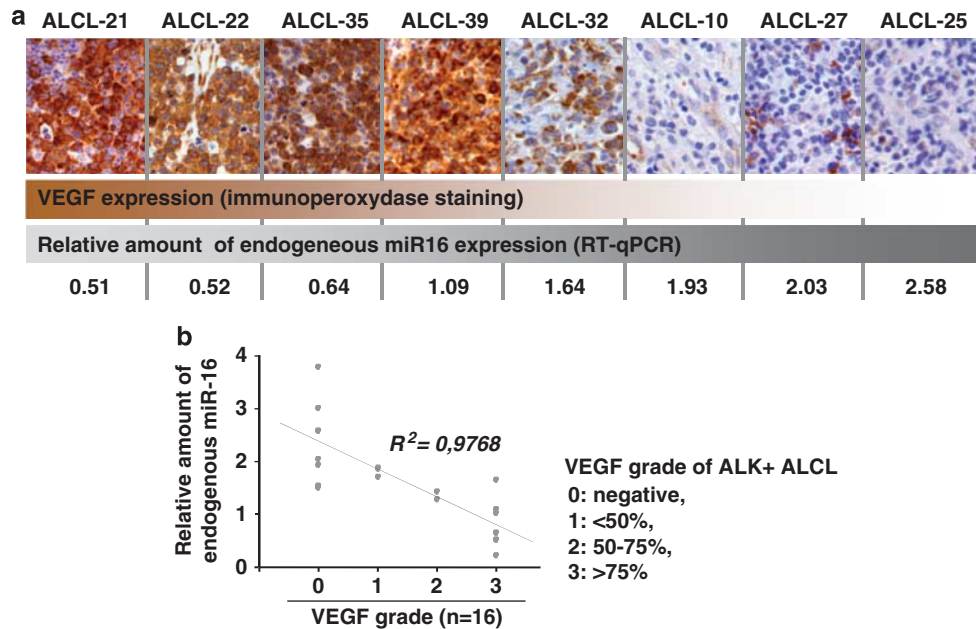 a
ALCL-21 ALCL-22 ALCL-35 ALCL-39 ALCL-32 ALCL-10 ALCL-27 ALCL-25
VEGF expression (immunoperoxydase staining)
Relative amount of endogeneous miR16 expression (RT-qPCR)
0.51 0.52 0.64 1.09 1.64 1.93 2.03 2.58
b
Relative amount of
endogenous miR-16
4
3
2
1
0
R²= 0,9768
0 1 2 3
VEGF grade (n=16)
VEGF grade of ALK+ ALCL
0: negative,
1: <50%,
2: 50-75%,
3: >75%